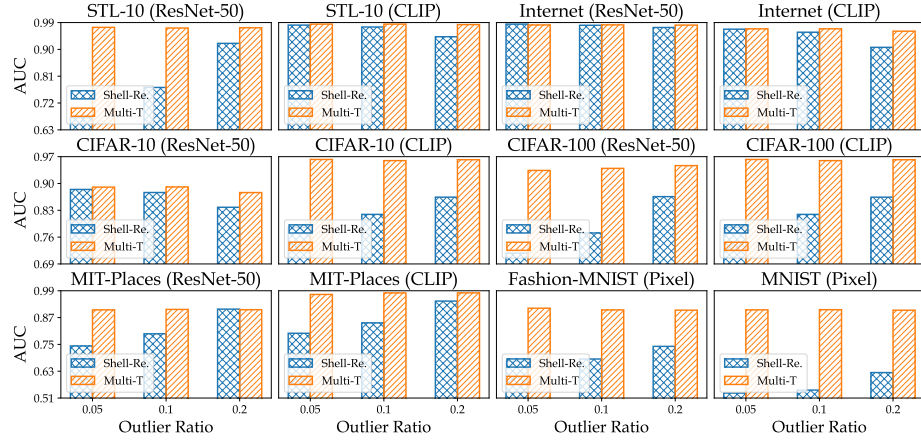 STL-10 (ResNet-50)
STL-10 (CLIP)
Internet (ResNet-50)
Internet (CLIP)
AUC
0.99
0.90
0.81
0.72
0.63
Shell-Re.
Multi-T
Shell-Re.
Multi-T
Shell-Re.
Multi-T
Shell-Re.
Multi-T
CIFAR-10 (ResNet-50)
CIFAR-10 (CLIP)
CIFAR-100 (ResNet-50)
CIFAR-100 (CLIP)
AUC
0.97
0.90
0.83
0.76
0.69
Shell-Re.
Multi-T
Shell-Re.
Multi-T
Shell-Re.
Multi-T
Shell-Re.
Multi-T
MIT-Places (ResNet-50)
MIT-Places (CLIP)
Fashion-MNIST (Pixel)
MNIST (Pixel)
AUC
0.99
0.87
0.75
0.63
0.51
Shell-Re.
Multi-T
Shell-Re.
Multi-T
Shell-Re.
Multi-T
Shell-Re.
Multi-T
0.05 0.1 0.2
0.05 0.1 0.2
0.05 0.1 0.2
0.05 0.1 0.2
Outlier Ratio
Outlier Ratio
Outlier Ratio
Outlier Ratio